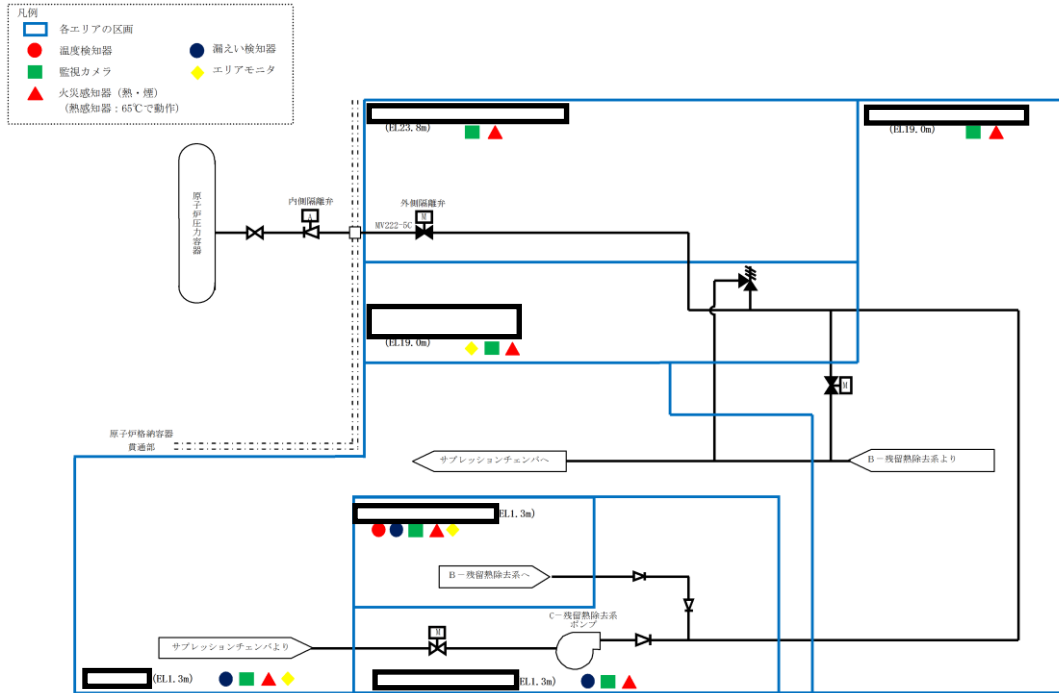 凡例
各エリアの区画
温度検知器
漏えい検知器
監視カメラ
エリアモニタ
火災感知器（熱・煙）
（熱感知器：65℃で動作）
(EL23.8m)
(EL19.0m)
原子炉圧力容器
内側隔離弁
外側隔離弁
A
M
MV222-5C
(EL19.0m)
M
原子炉格納容器
貫通部
サプレッションチェンバへ
B－残留熱除去系より
EL1.3m)
B－残留熱除去系へ
C－残留熱除去系
ポンプ
M
サプレッションチェンバより
(EL1.3m)
EL1.3m)